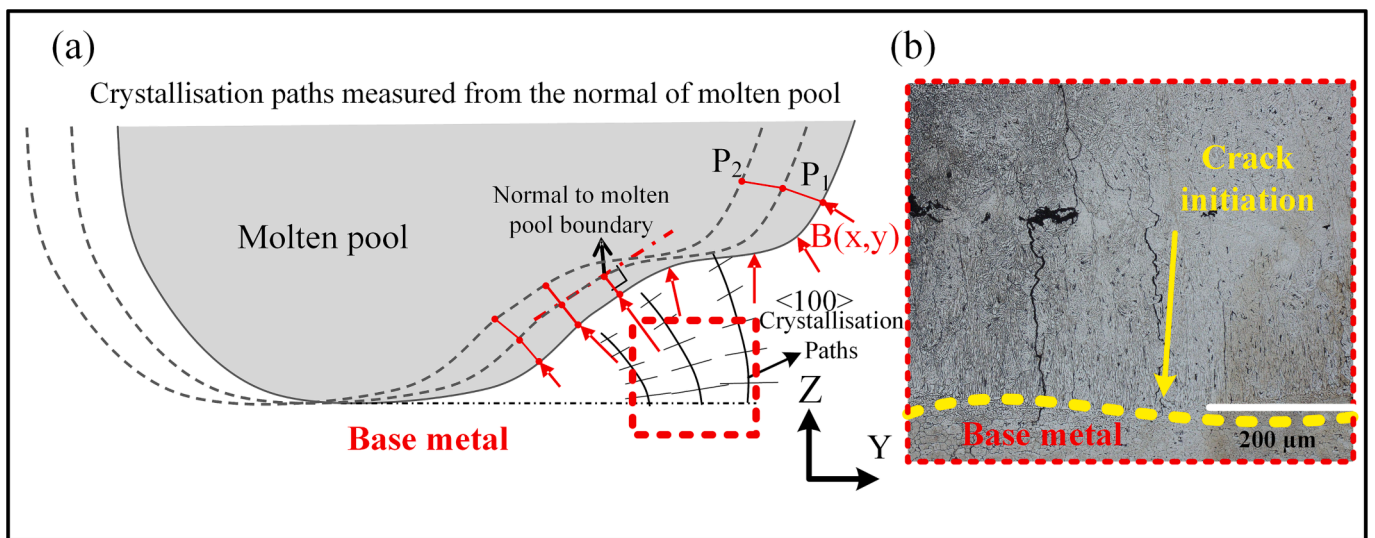 (a)
Crystallisation paths measured from the normal of molten pool
P2
P1
Normal to molten
pool boundary
Molten pool
B(x,y)
<100>
Crystallisation
Paths
Z
Y
Base metal
(b)
Crack
initiation
Base metal
200 μm